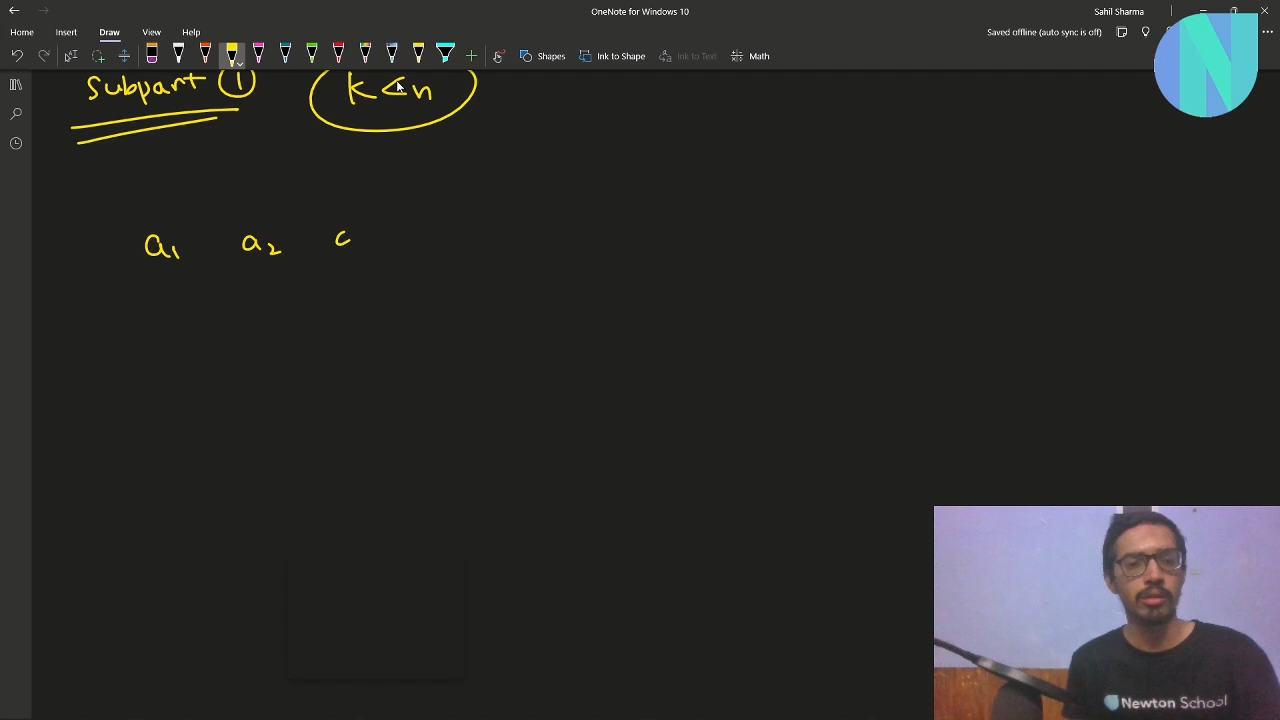 OneNote for Windows 10
Sahil Sharma
Home Insert Draw View Help
Saved offline (auto sync is off)
Shapes Ink to Shape Ink to Text Math
Subpart 1 K < n
a1 a2 c
Newton School